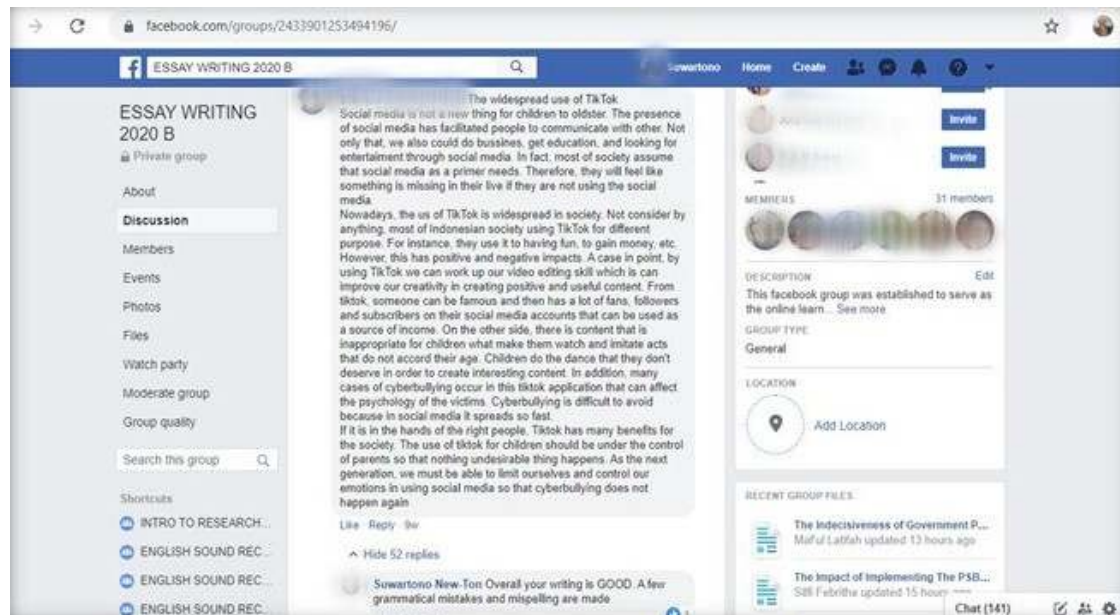 facebook.com/groups/2433901253494196/
ESSAY WRITING 2020 B
Suwartono
Home
Create
ESSAY WRITING
2020 B
Private group
About
Discussion
Members
Events
Photos
Files
Watch party
Moderate group
Group quality
Search this group
Shortcuts
INTRO TO RESEARCH...
ENGLISH SOUND REC...
ENGLISH SOUND REC...
ENGLISH SOUND REC...
The widespread use of TikTok
Social media is not a new thing for children to oldster. The presence
of social media has facilitated people to communicate with other. Not
only that, we also could do bussines, get education, and looking for
entertaiment through social media. In fact, most of society assume
that social media as a primer needs. Therefore, they will feel like
something is missing in their live if they are not using the social
media.
Nowadays, the us of TikTok is widespread in society. Not consider by
anything, most of Indonesian society using TikTok for different
purpose. For instance, they use it to having fun, to gain money, etc.
However, this has positive and negative impacts. A case in point, by
using TikTok we can work up our video editing skill which is can
improve our creativity in creating positive and useful content. From
tiktok, someone can be famous and then has a lot of fans, followers
and subscribers on their social media accounts that can be used as
a source of income. On the other side, there is content that is
inappropriate for children what make them watch and imitate acts
that do not accord their age. Children do the dance that they don't
deserve in order to create interesting content. In addition, many
cases of cyberbullying occur in this tiktok application that can affect
the psychology of the victims. Cyberbullying is difficult to avoid
because in social media it spreads so fast.
If it is in the hands of the right people, Tiktok has many benefits for
the society. The use of tiktok for children should be under the control
of parents so that nothing undesirable thing happens. As the next
generation, we must be able to limit ourselves and control our
emotions in using social media so that cyberbullying does not
happen again
Like · Reply · 9w
Hide 52 replies
Suwartono New-Ton Overall your writing is GOOD. A few
grammatical mistakes and mispelling are made
Invite
Invite
MEMBERS
31 members
DESCRIPTION
Edit
This facebook group was established to serve as
the online learn... See more
GROUP TYPE
General
LOCATION
Add Location
RECENT GROUP FILES
The Indecisiveness of Government P...
Ma'ful Latifah updated 13 hours ago
The Impact of Implementing The PSB...
Febritha updated 15 hours
Chat (141)